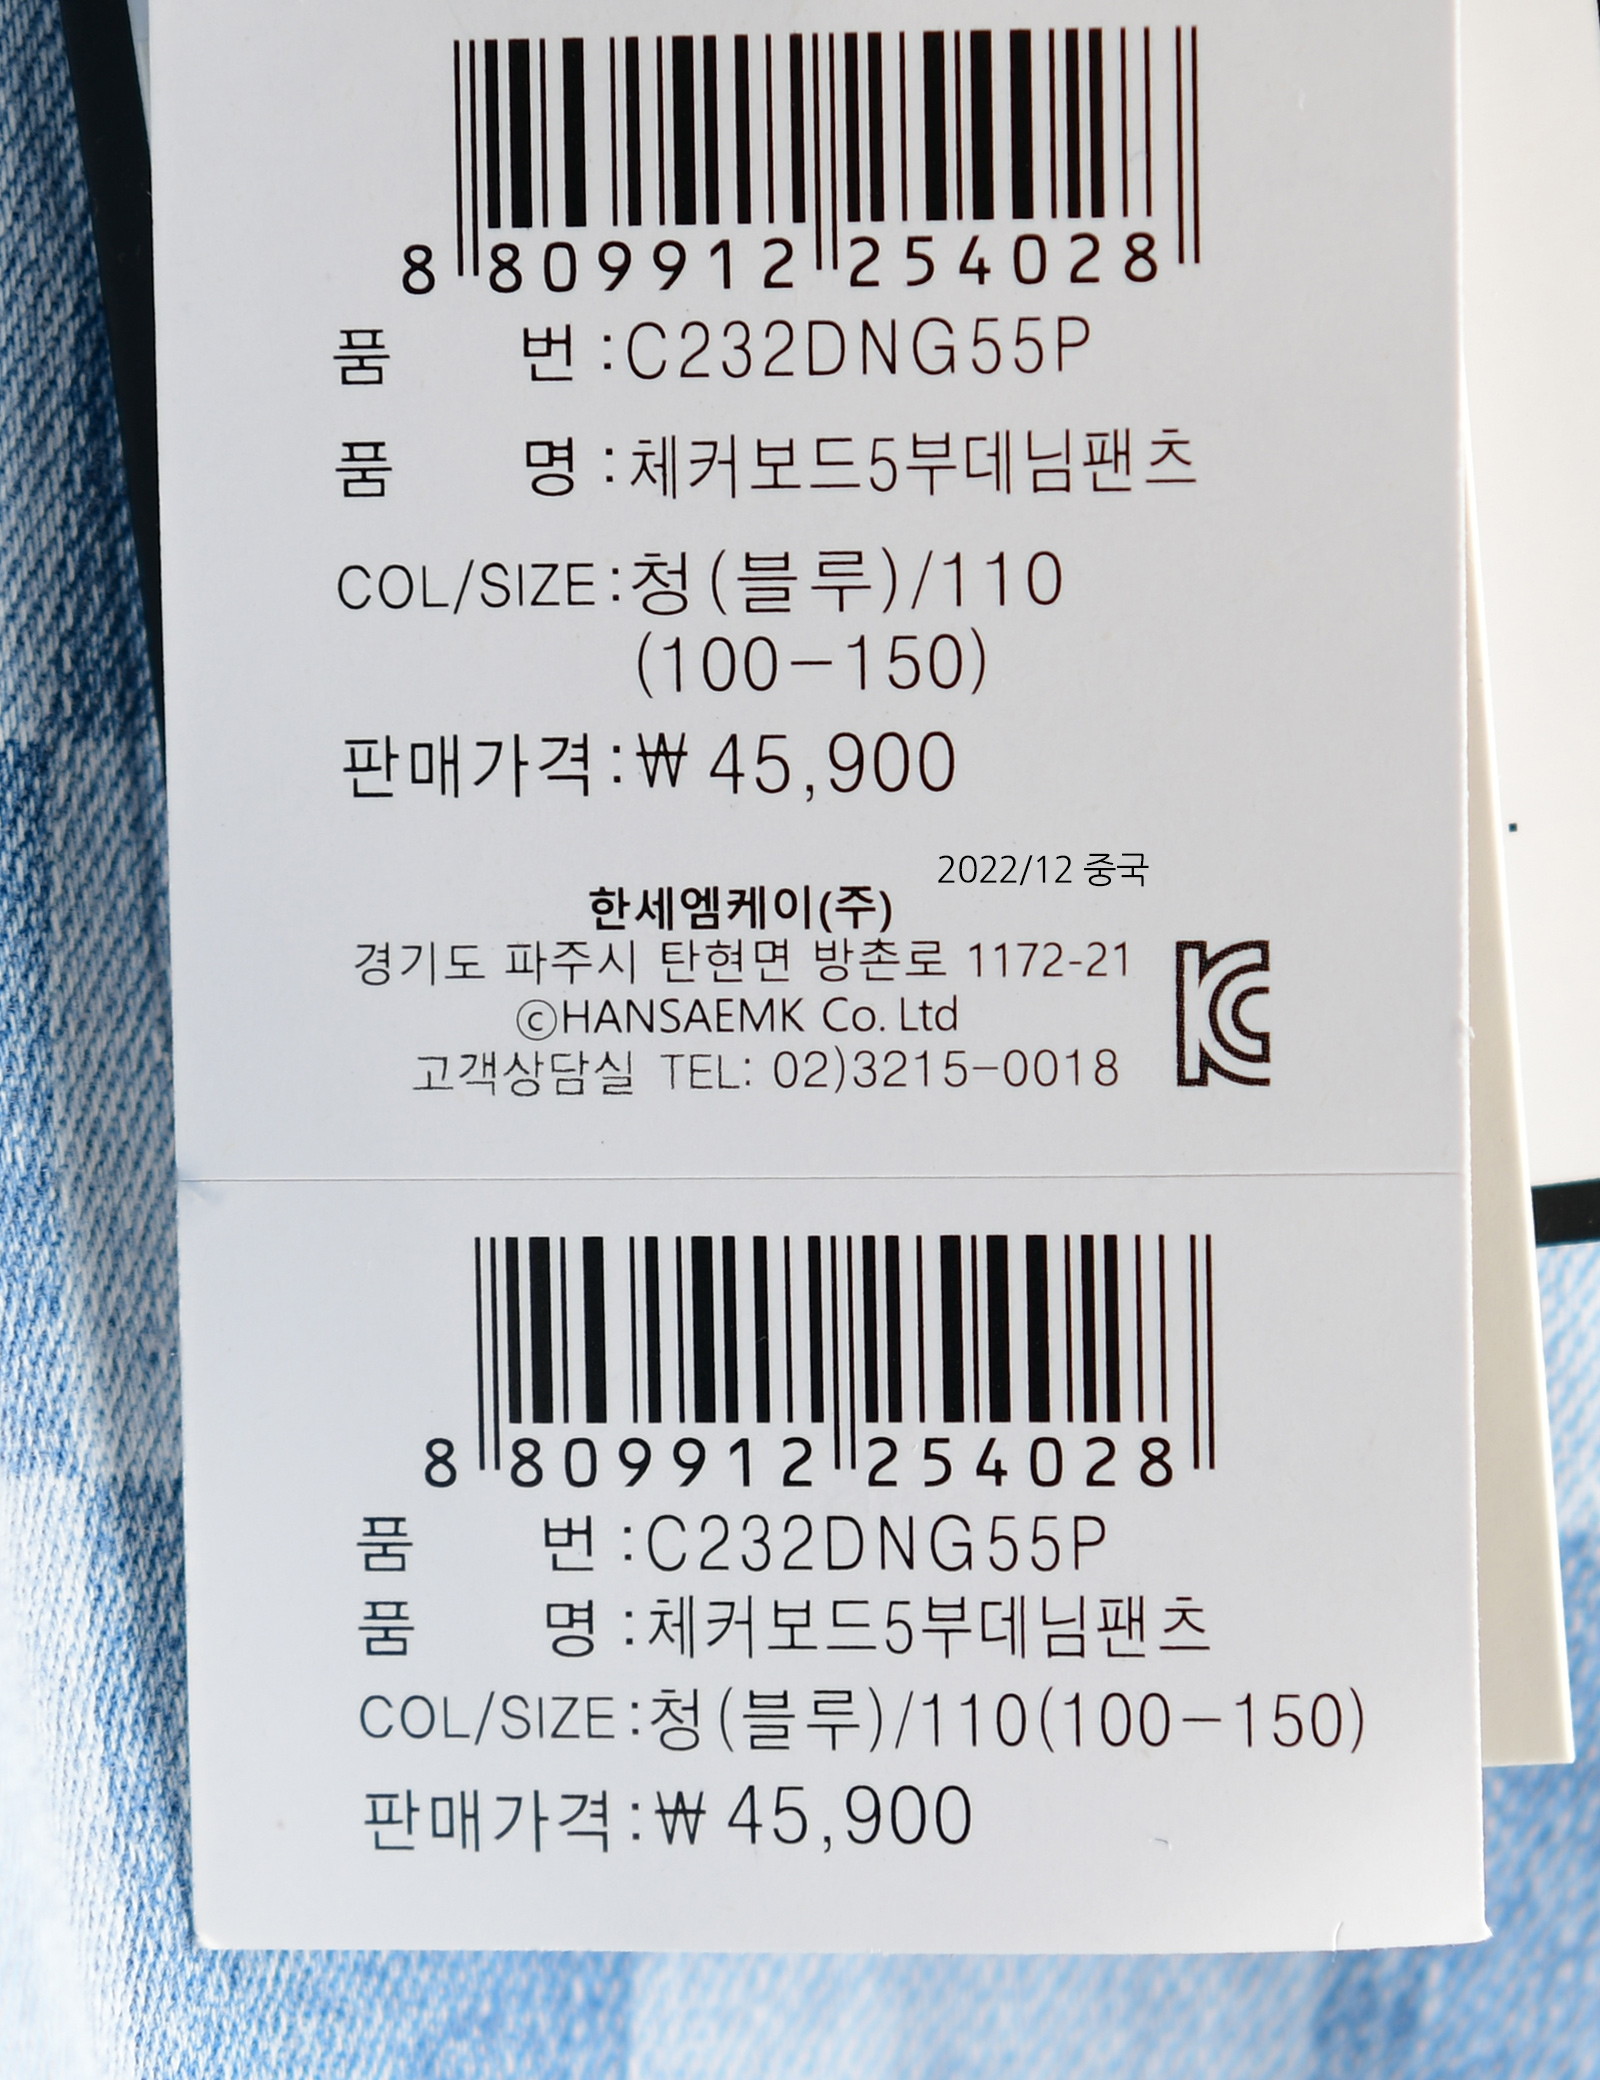 8 809912 254028
품 번 : C232DNG55P
품 명 : 체커보드5부데님팬츠
COL/SIZE : 청(블루)/110
(100-150)
판매가격 : ₩ 45,900
2022/12 중국
한세엠케이(주)
경기도 파주시 탄현면 방촌로 1172-21
ⓒHANSAEMK Co. Ltd
고객상담실 TEL: 02)3215-0018
8 809912 254028
품 번 : C232DNG55P
품 명 : 체커보드5부데님팬츠
COL/SIZE : 청(블루)/110(100-150)
판매가격 : ₩ 45,900